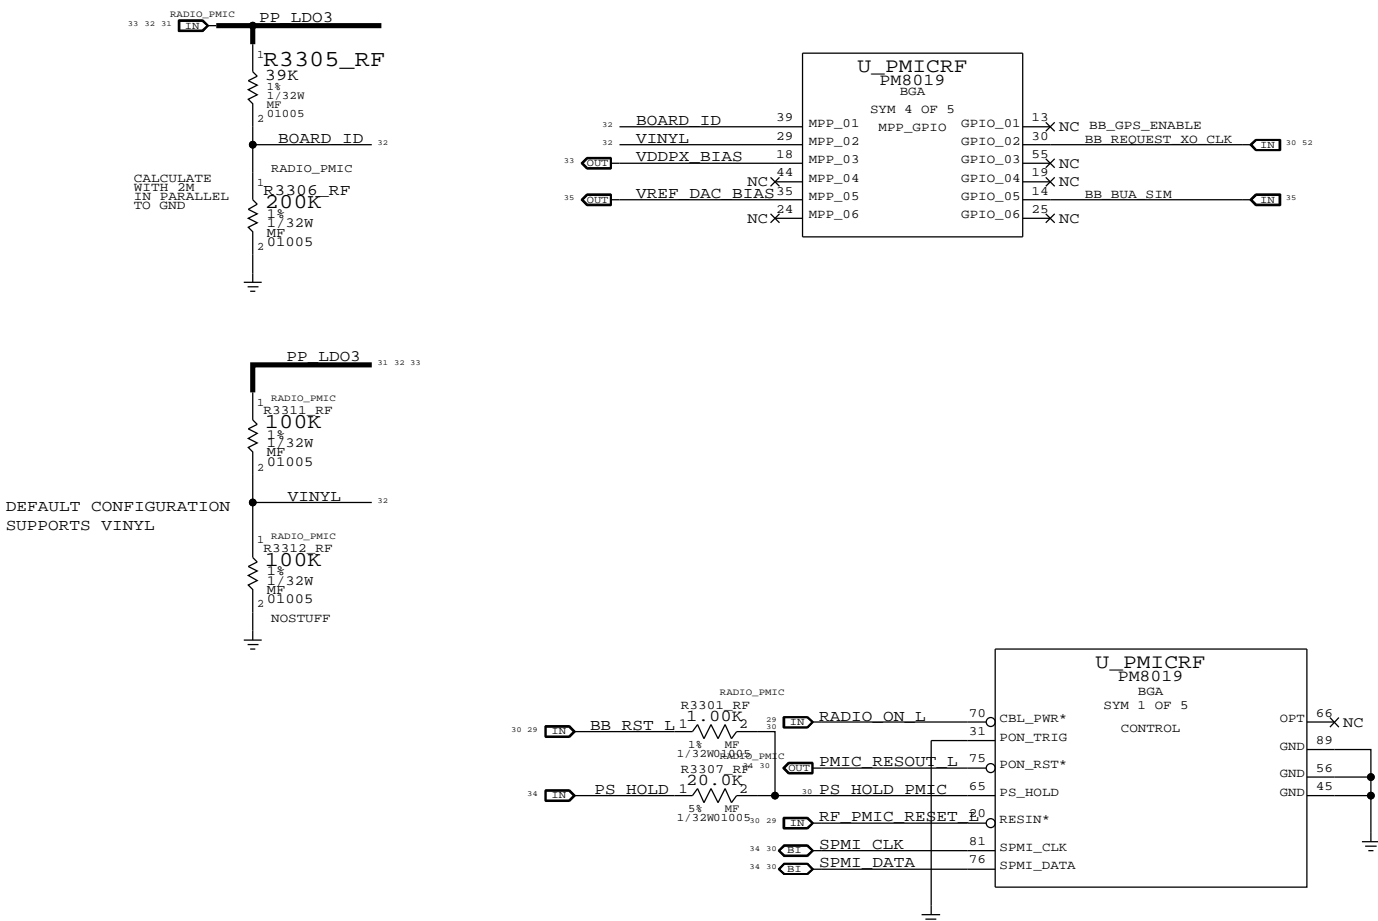 RADIO_PMIC
33 32 31 IN PP_LDO3
1
R3305_RF
39K
1%
1/32W
MF
01005
2
BOARD_ID 32
RADIO_PMIC
1
R3306_RF
200K
1%
1/32W
MF
01005
2
CALCULATE
WITH 2M
IN PARALLEL
TO GND
U_PMICRF
PM8019
BGA
SYM 4 OF 5
MPP_GPIO
32 BOARD_ID 39 MPP_01
32 VINYL 29 MPP_02
33 OUT VDDPX_BIAS 18 MPP_03
NC 44 MPP_04
35 OUT VREF_DAC_BIAS 35 MPP_05
NC 24 MPP_06
GPIO_01 13 NC BB_GPS_ENABLE
GPIO_02 30 BB_REQUEST_XO_CLK IN 30 52
GPIO_03 55 NC
GPIO_04 19 NC
GPIO_05 14 BB_BUA_SIM IN 35
GPIO_06 25 NC
PP_LDO3 31 32 33
RADIO_PMIC
1
R3311_RF
100K
1%
1/32W
MF
01005
2
VINYL 32
DEFAULT CONFIGURATION
SUPPORTS VINYL
RADIO_PMIC
1
R3312_RF
100K
1%
1/32W
MF
01005
2
NOSTUFF
U_PMICRF
PM8019
BGA
SYM 1 OF 5
CONTROL
RADIO_PMIC
R3301_RF
1.00K
30 29 IN BB_RST_L 1 2
1% MF
1/32W 01005
RADIO_PMIC
R3307_RF
20.0K
34 IN PS_HOLD 1 2
5% MF
1/32W 01005
29
30 IN RADIO_ON_L 70 CBL_PWR*
31 PON_TRIG
34 30 OUT PMIC_RESOUT_L 75 PON_RST*
30 PS_HOLD_PMIC 65 PS_HOLD
30 29 IN RF_PMIC_RESET_L 20 RESIN*
34 30 BI SPMI_CLK 81 SPMI_CLK
34 30 BI SPMI_DATA 76 SPMI_DATA
OPT 66 NC
GND 89
GND 56
GND 45